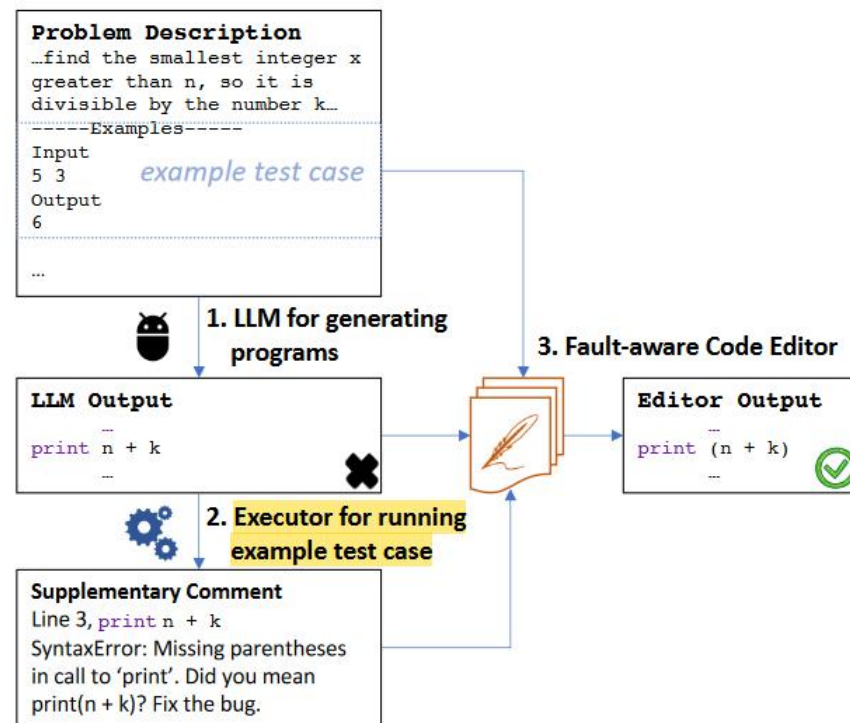 Problem Description
…find the smallest integer x
greater than n, so it is
divisible by the number k…
-----Examples-----
Input
5 3
example test case
Output
6
…
1. LLM for generating
programs
3. Fault-aware Code Editor
LLM Output
…
print n + k
…
Editor Output
…
print (n + k)
…
2. Executor for running
example test case
Supplementary Comment
Line 3, print n + k
SyntaxError: Missing parentheses
in call to ‘print’. Did you mean
print(n + k)? Fix the bug.